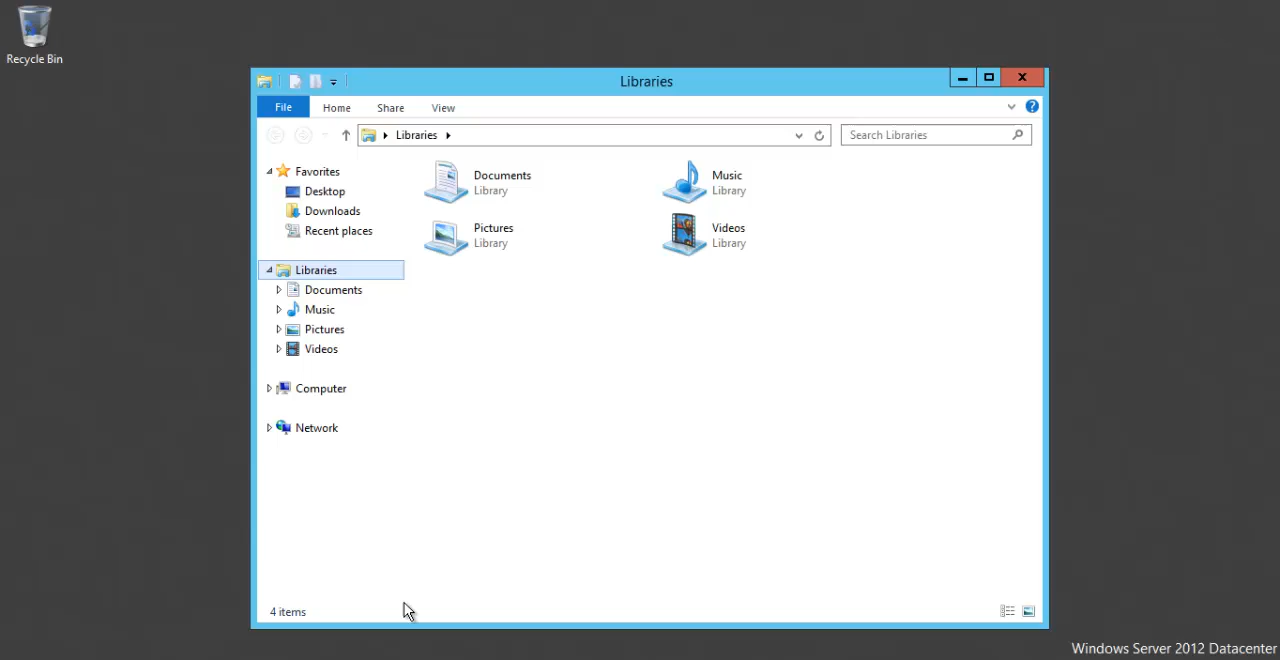 Recycle Bin
Libraries
File Home Share View
Libraries
Search Libraries
Favorites
Desktop
Downloads
Recent places
Libraries
Documents
Music
Pictures
Videos
Computer
Network
Documents
Library
Music
Library
Pictures
Library
Videos
Library
4 items
Windows Server 2012 Datacenter